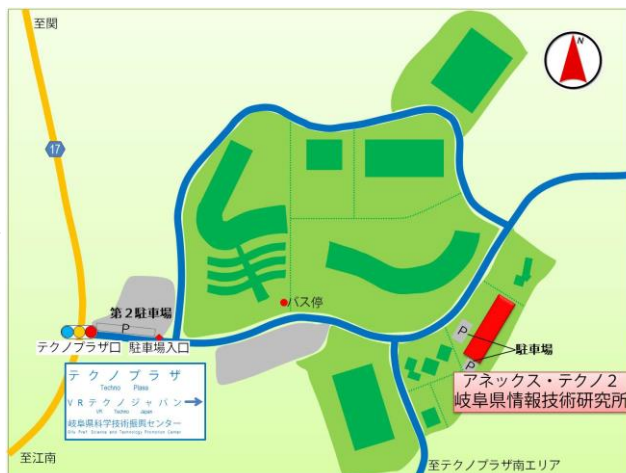 至関
N
17
バス停
第2駐車場
P
テクノプラザ口
駐車場入口
テクノプラザ
Techno Plaza
VRテクノジャパン
VR Techno Japan
岐阜県科学技術振興センター
Gifu Pref. Science and Technology Promotion Center
P
駐車場
P
アネックス・テクノ2
岐阜県情報技術研究所
至江南
至テクノプラザ南エリア